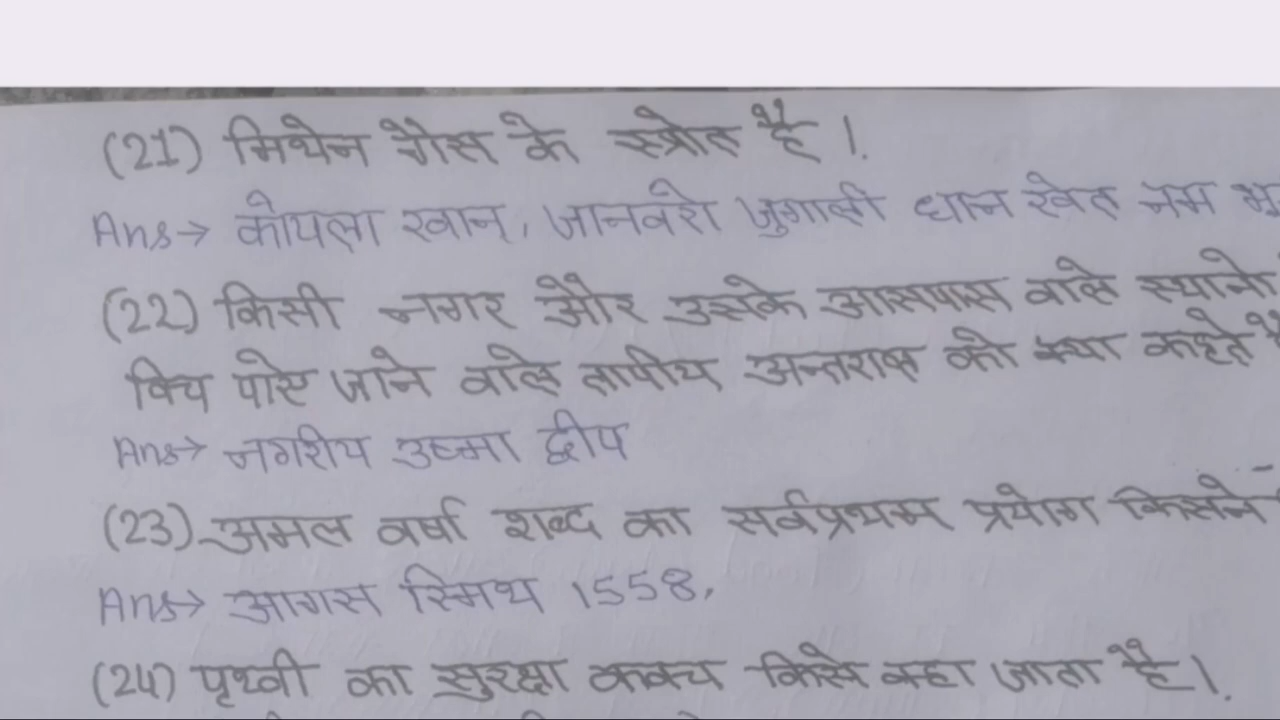 (21) मिथेन गैस के स्त्रोत है।
Ans→ कोयला खान, जानवरो जुगाली धान खेत नम
(22) किसी नगर और उसके आसपास वाले स्थानो
विच पाए जाने वाले तापीय अन्तराल को क्या कहते है
Ans→ नगरीय उष्मा द्वीप
(23) अमल वर्षा शब्द का सर्वप्रथम प्रयोग किसने
Ans→ आगस स्मिथ 1558.
(24) पृथ्वी का सुरक्षा कवच किसे कहा जाता है।